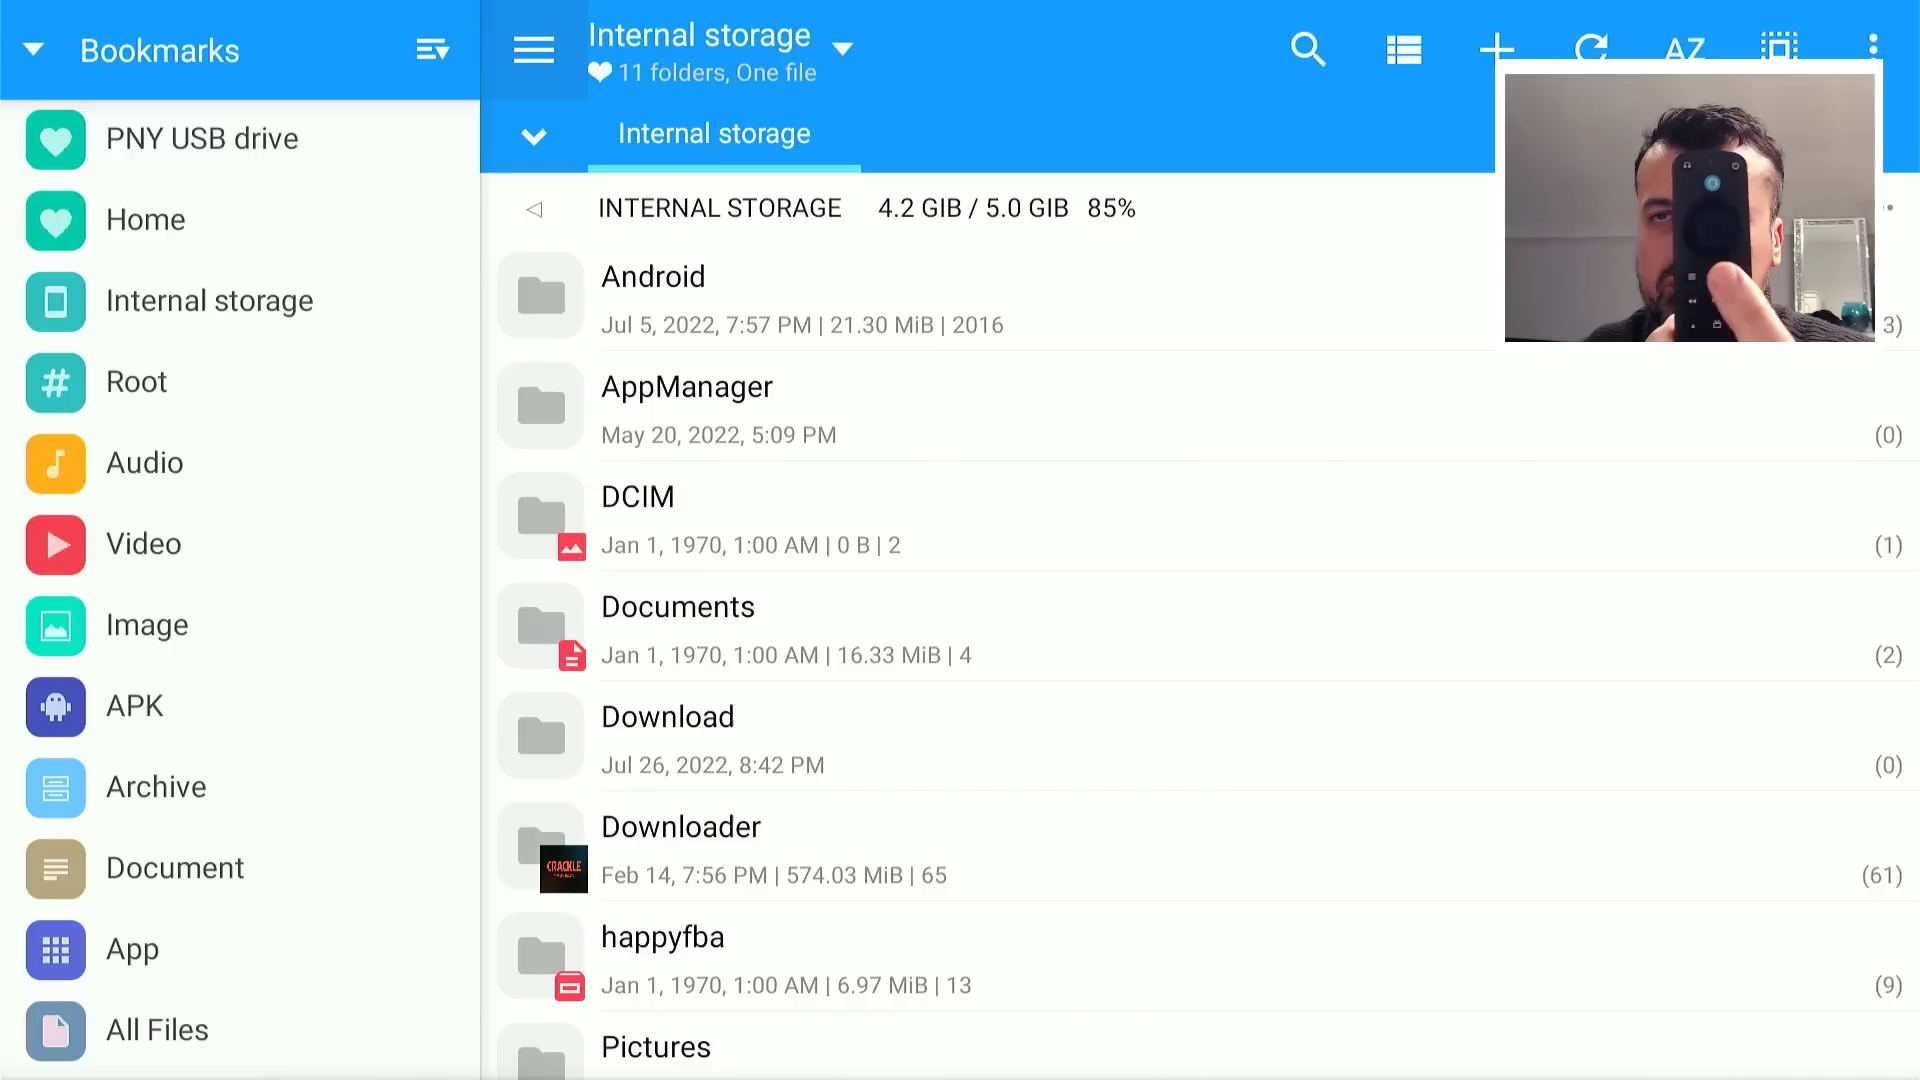 Bookmarks
PNY USB drive
Home
Internal storage
Root
Audio
Video
Image
APK
Archive
Document
App
All Files
Internal storage
11 folders, One file
AZ
Internal storage
INTERNAL STORAGE 4.2 GIB / 5.0 GIB 85%
Android
Jul 5, 2022, 7:57 PM | 21.30 MiB | 2016
3)
AppManager
May 20, 2022, 5:09 PM
(0)
DCIM
Jan 1, 1970, 1:00 AM | 0 B | 2
(1)
Documents
Jan 1, 1970, 1:00 AM | 16.33 MiB | 4
(2)
Download
Jul 26, 2022, 8:42 PM
(0)
Downloader
CRACKLE
Feb 14, 7:56 PM | 574.03 MiB | 65
(61)
happyfba
Jan 1, 1970, 1:00 AM | 6.97 MiB | 13
(9)
Pictures